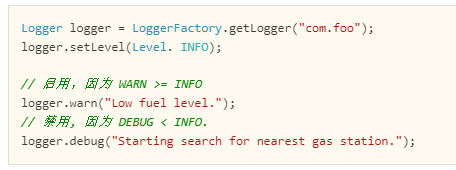 Logger logger = LoggerFactory.getLogger("com.foo");
logger.setLevel(Level. INFO);
// 启用, 因为 WARN >= INFO
logger.warn("Low fuel level.");
// 禁用, 因为 DEBUG < INFO.
logger.debug("Starting search for nearest gas station.");